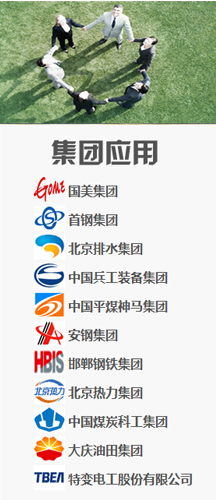 集团应用
GOME 国美集团
首钢集团
北京排水集团
中国兵工装备集团
中国平煤神马集团
安钢集团
HBIS 邯郸钢铁集团
北京热力 北京热力集团
中国煤炭科工集团
大庆油田集团
TBEA 特变电工股份有限公司